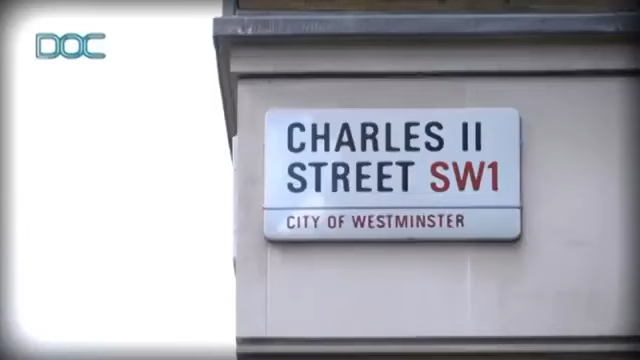 DOC
CHARLES II
STREET SW1
CITY OF WESTMINSTER